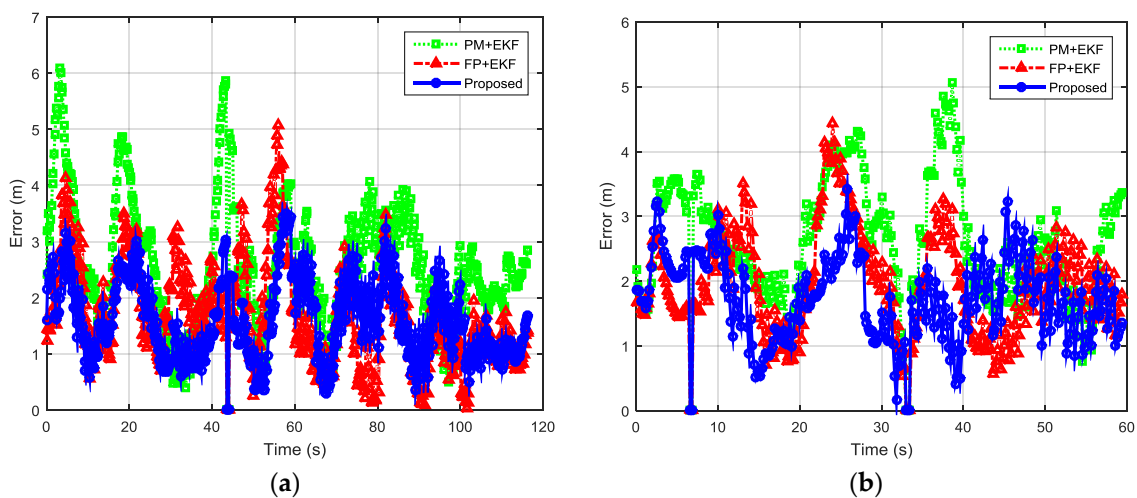 7
6
5
4
3
2
1
0
Error (m)
0 20 40 60 80 100 120
Time (s)
PM+EKF
FP+EKF
Proposed
(a)
6
5
4
3
2
1
0
Error (m)
0 10 20 30 40 50 60
Time (s)
PM+EKF
FP+EKF
Proposed
(b)